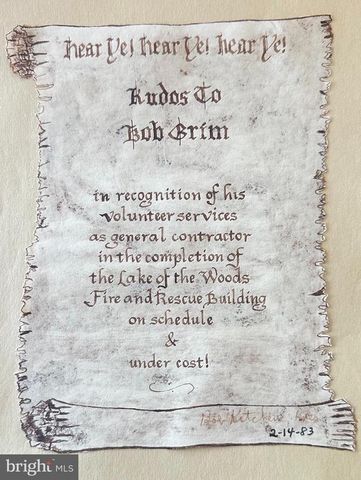 hear Ye! hear Ye! hear Ye!
Kudos To
Bob Grim
in recognition of his
volunteer services
as general contractor
in the completion of
the Lake of the Woods
Fire and Rescue Building
on schedule
&
under cost!
2-14-83
bright MLS